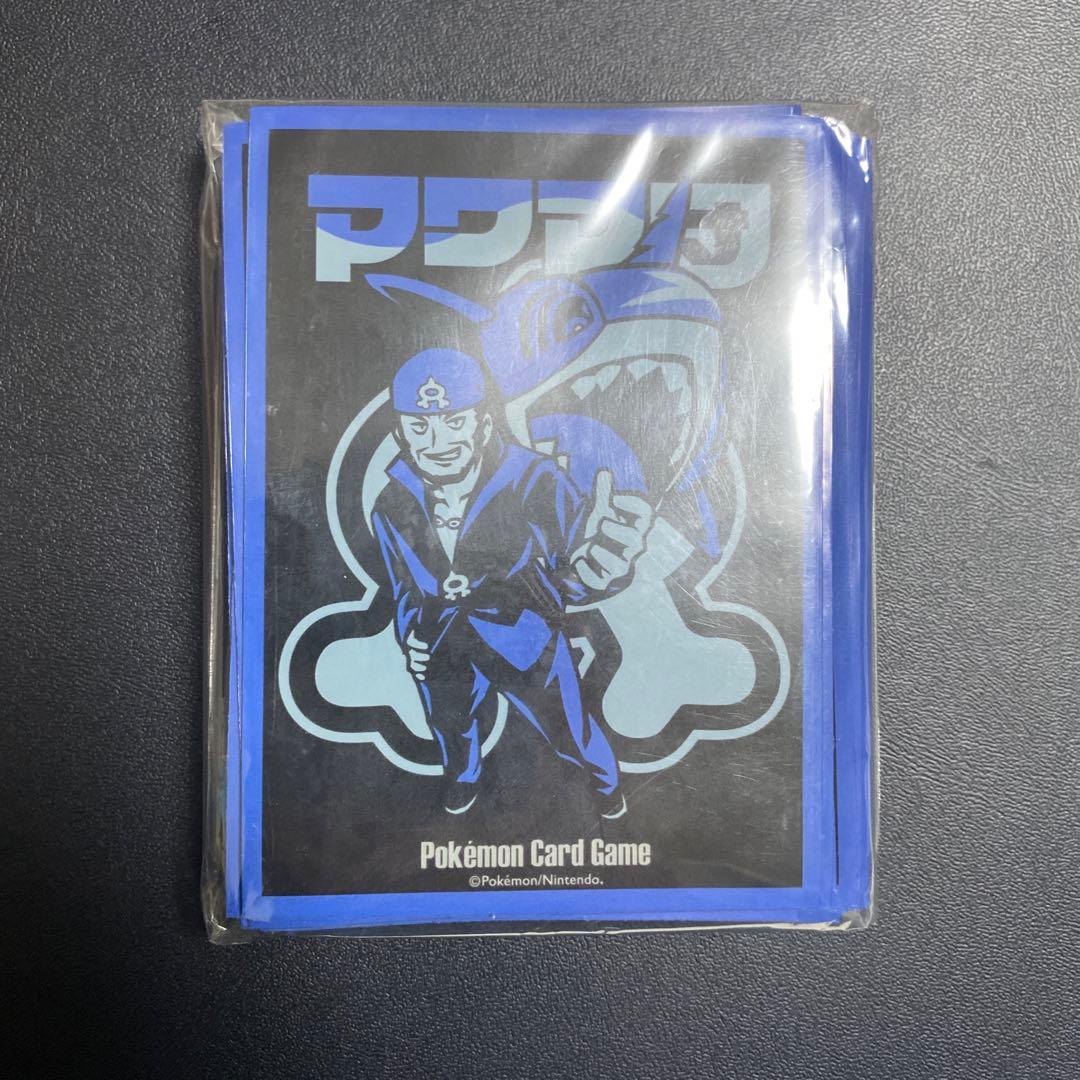 アクア団
Pokémon Card Game
©Pokémon/Nintendo.